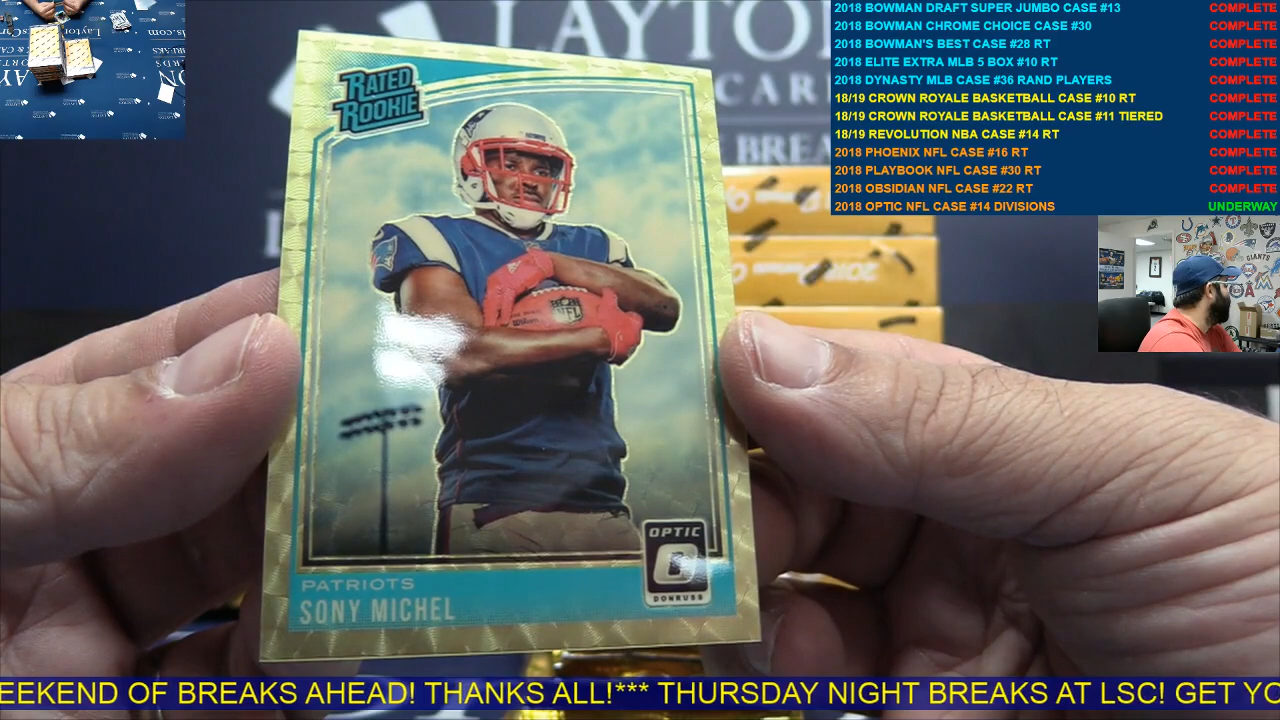 2018 BOWMAN DRAFT SUPER JUMBO CASE #13 COMPLETE
2018 BOWMAN CHROME CHOICE CASE #30 COMPLETE
2018 BOWMAN'S BEST CASE #28 RT COMPLETE
2018 ELITE EXTRA MLB 5 BOX #10 RT COMPLETE
2018 DYNASTY MLB CASE #36 RAND PLAYERS COMPLETE
18/19 CROWN ROYALE BASKETBALL CASE #10 RT COMPLETE
18/19 CROWN ROYALE BASKETBALL CASE #11 TIERED COMPLETE
18/19 REVOLUTION NBA CASE #14 RT COMPLETE
2018 PHOENIX NFL CASE #16 RT COMPLETE
2018 PLAYBOOK NFL CASE #30 RT COMPLETE
2018 OBSIDIAN NFL CASE #22 RT COMPLETE
2018 OPTIC NFL CASE #14 DIVISIONS UNDERWAY
LAYTON
CAR
BREA
RATED
ROOKIE
NFL
GIANTS
OPTIC
DONRUSS
PATRIOTS
SONY MICHEL
EEKEND OF BREAKS AHEAD! THANKS ALL!*** THURSDAY NIGHT BREAKS AT LSC! GET YO